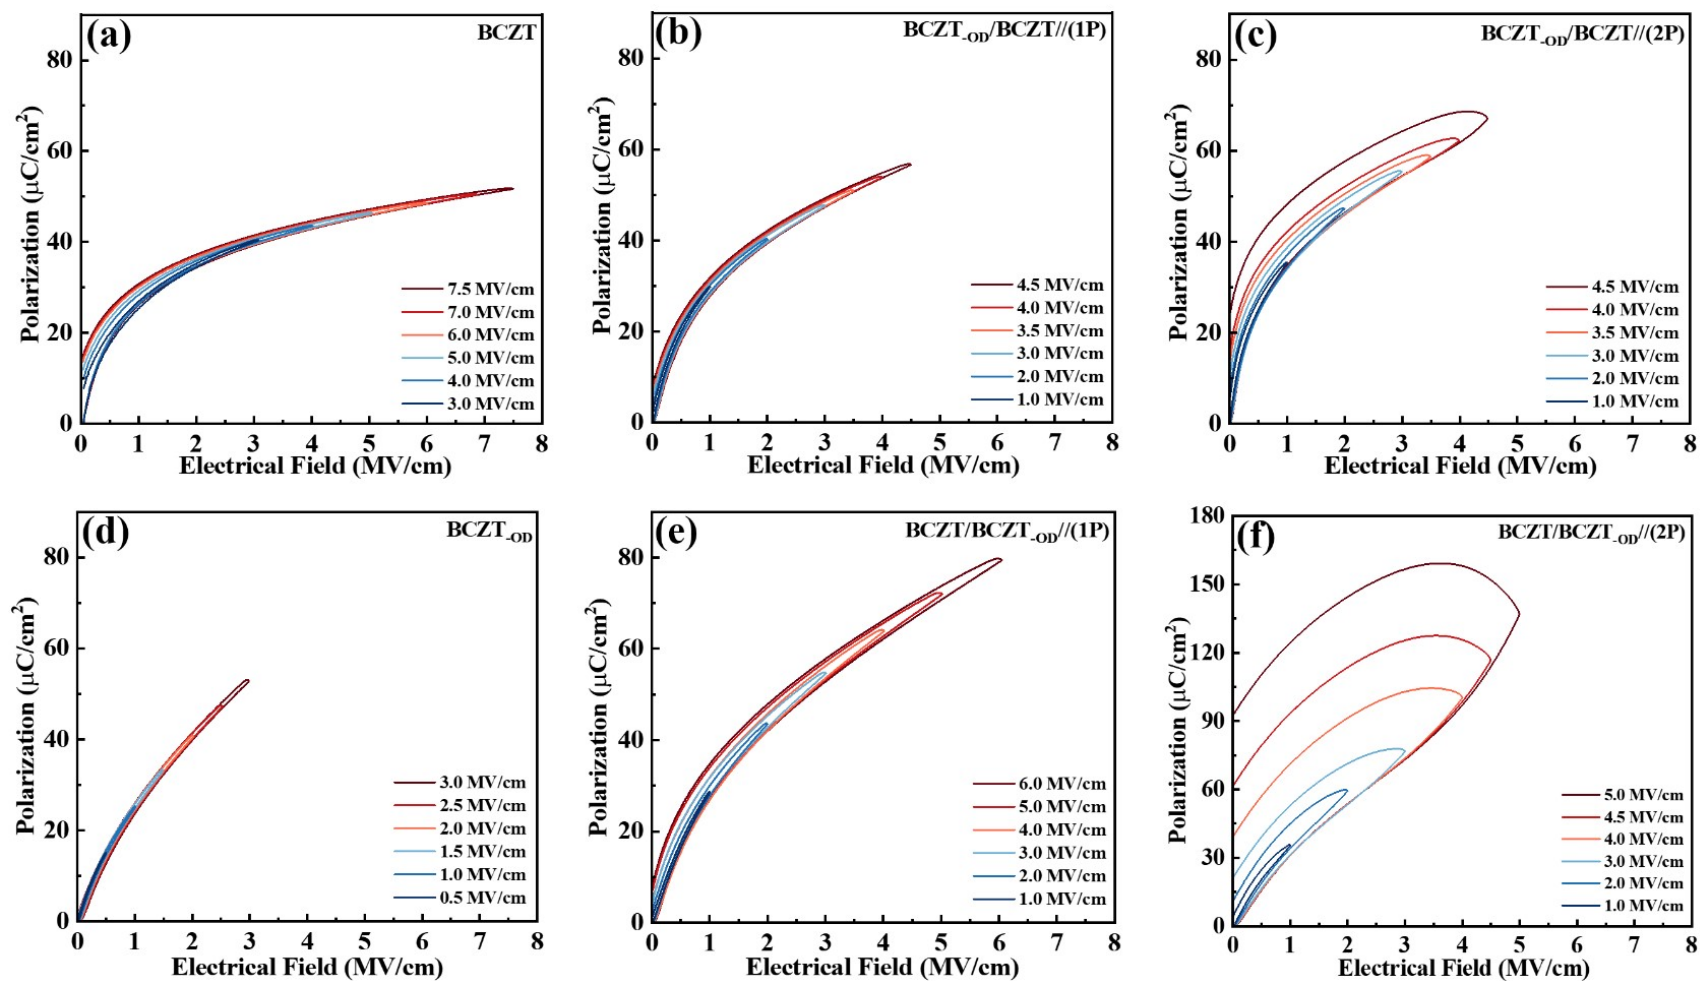 (a) BCZT
Polarization (μC/cm²)
80
60
40
20
0
7.5 MV/cm
7.0 MV/cm
6.0 MV/cm
5.0 MV/cm
4.0 MV/cm
3.0 MV/cm
0 1 2 3 4 5 6 7 8
Electrical Field (MV/cm)
(b) BCZT-OD/BCZT//(1P)
Polarization (μC/cm²)
80
60
40
20
0
4.5 MV/cm
4.0 MV/cm
3.5 MV/cm
3.0 MV/cm
2.0 MV/cm
1.0 MV/cm
0 1 2 3 4 5 6 7 8
Electrical Field (MV/cm)
(c) BCZT-OD/BCZT//(2P)
Polarization (μC/cm²)
80
60
40
20
0
4.5 MV/cm
4.0 MV/cm
3.5 MV/cm
3.0 MV/cm
2.0 MV/cm
1.0 MV/cm
0 1 2 3 4 5 6 7 8
Electrical Field (MV/cm)
(d) BCZT-OD
Polarization (μC/cm²)
80
60
40
20
0
3.0 MV/cm
2.5 MV/cm
2.0 MV/cm
1.5 MV/cm
1.0 MV/cm
0.5 MV/cm
0 1 2 3 4 5 6 7 8
Electrical Field (MV/cm)
(e) BCZT/BCZT-OD//(1P)
Polarization (μC/cm²)
80
60
40
20
0
6.0 MV/cm
5.0 MV/cm
4.0 MV/cm
3.0 MV/cm
2.0 MV/cm
1.0 MV/cm
0 1 2 3 4 5 6 7 8
Electrical Field (MV/cm)
(f) BCZT/BCZT-OD//(2P)
Polarization (μC/cm²)
180
150
120
90
60
30
0
5.0 MV/cm
4.5 MV/cm
4.0 MV/cm
3.0 MV/cm
2.0 MV/cm
1.0 MV/cm
0 1 2 3 4 5 6 7 8
Electrical Field (MV/cm)